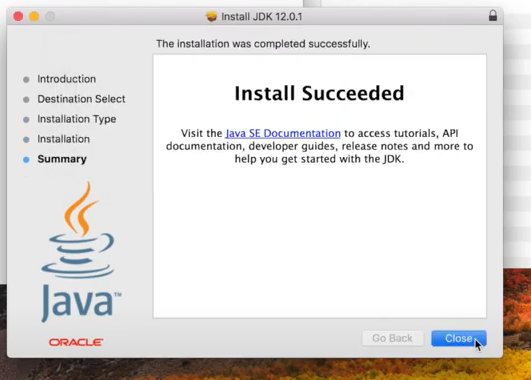 Install JDK 12.0.1
The installation was completed successfully.
Introduction
Destination Select
Installation Type
Installation
Summary
Install Succeeded
Visit the Java SE Documentation to access tutorials, API
documentation, developer guides, release notes and more to
help you get started with the JDK.
Java™
ORACLE®
Go Back
Close